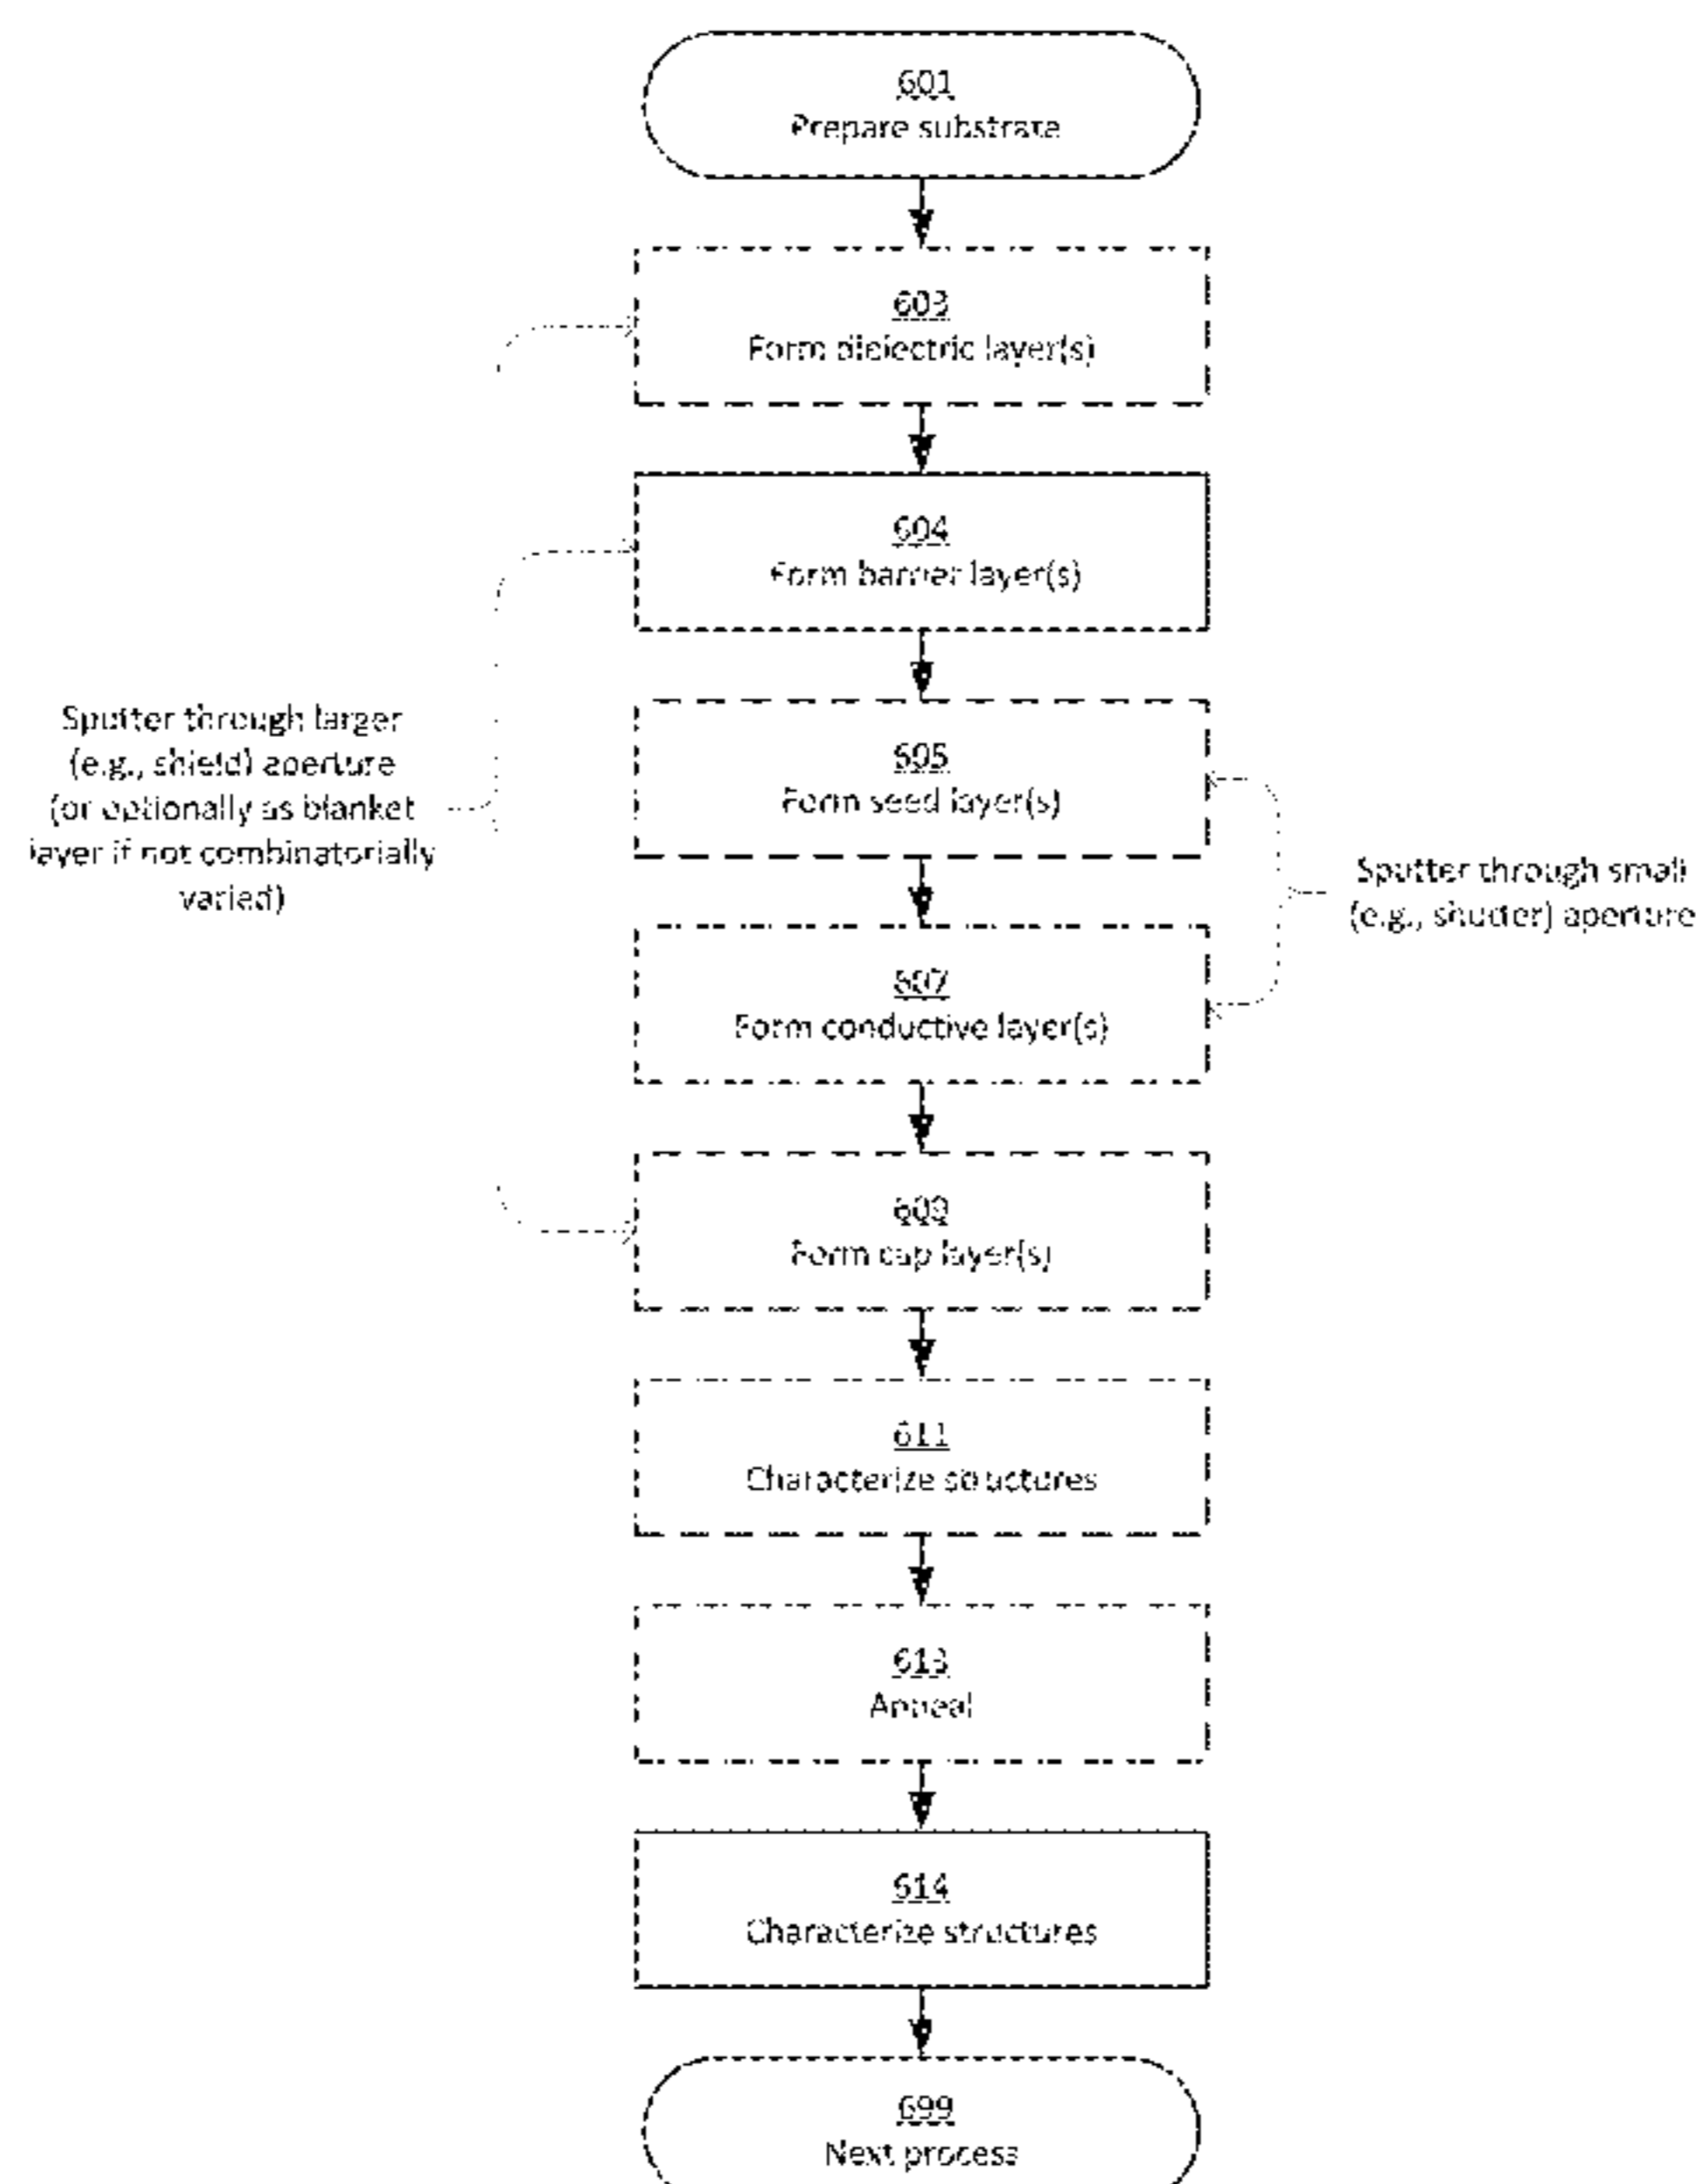 601
Prepare substrate
603
Form dielectric layer(s)
604
Form barrier layer(s)
Sputter through larger
(e.g., shield) aperture
(or optionally as blanket
layer if not combinatorially
varied)
605
Form seed layer(s)
Sputter through small
(e.g., shutter) aperture
607
Form conductive layer(s)
609
Form cap layer(s)
611
Characterize structures
613
Anneal
614
Characterize structures
699
Next process